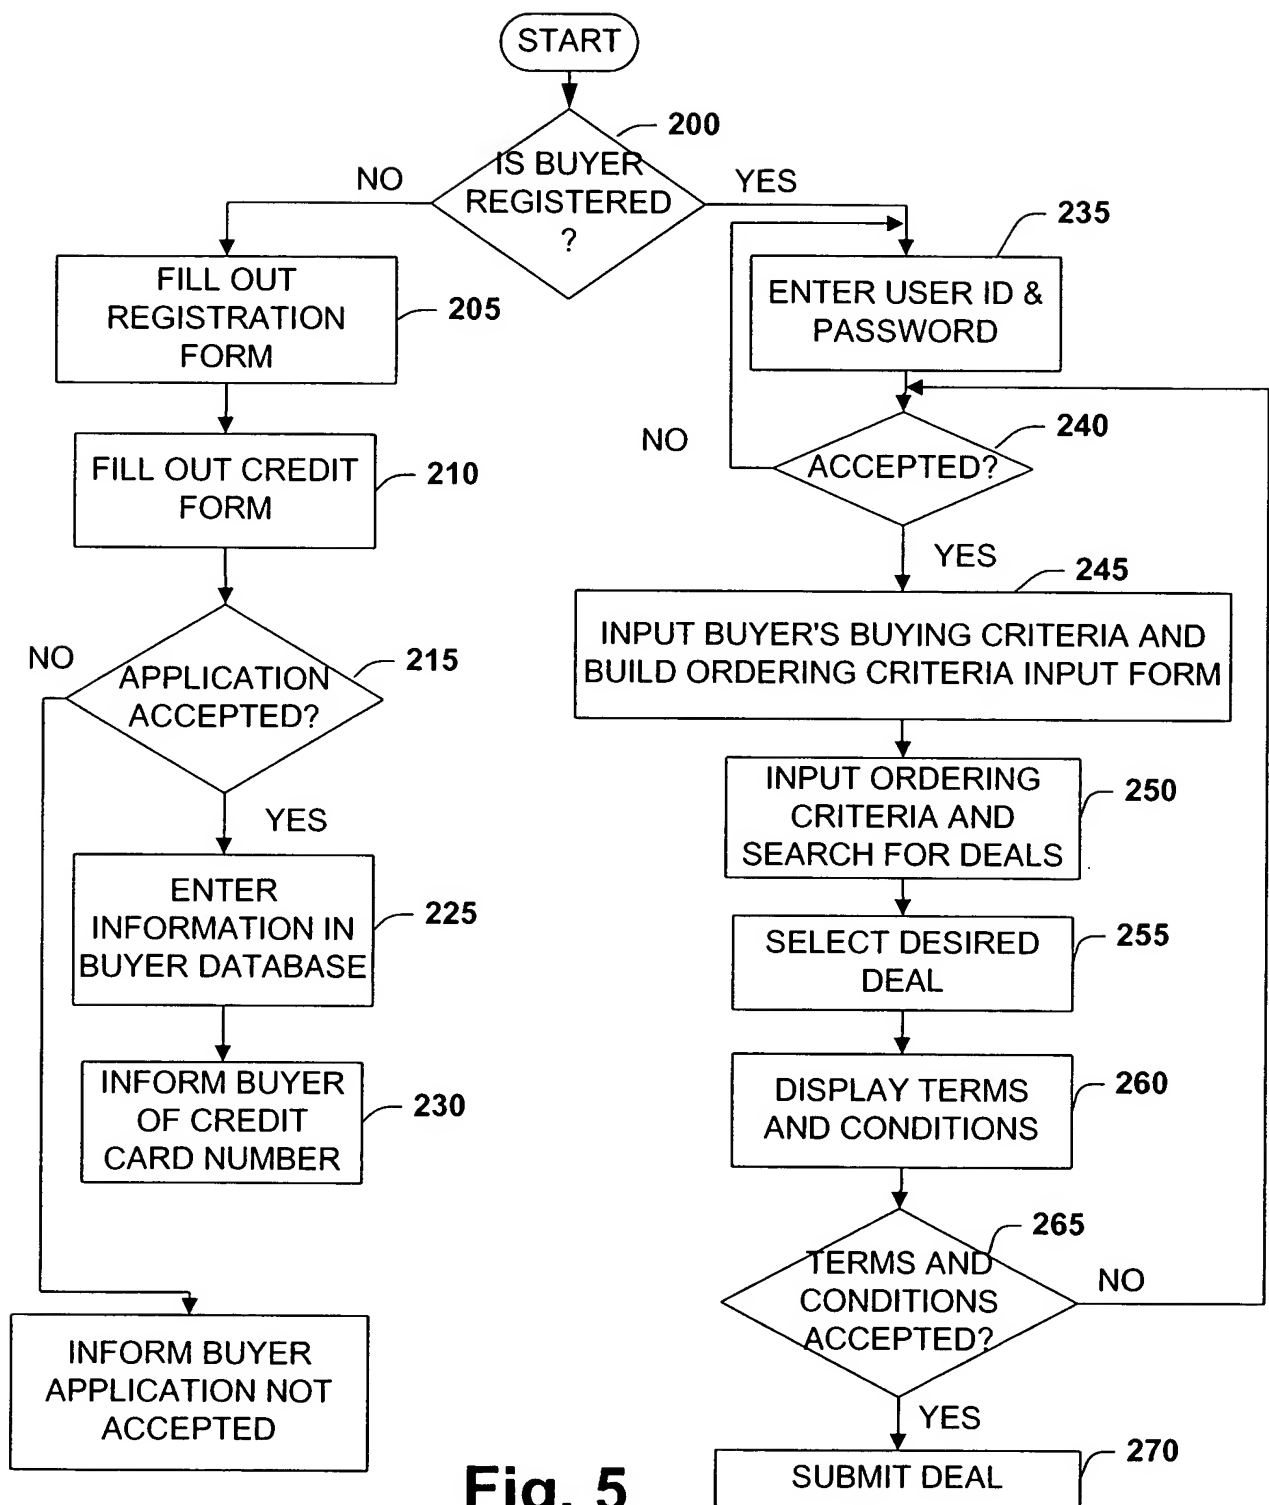 START
200
IS BUYER
REGISTERED
?
NO
YES
FILL OUT
REGISTRATION
FORM
205
235
ENTER USER ID &
PASSWORD
FILL OUT CREDIT
FORM
210
NO
240
ACCEPTED?
YES
245
INPUT BUYER'S BUYING CRITERIA AND
BUILD ORDERING CRITERIA INPUT FORM
NO
215
APPLICATION
ACCEPTED?
YES
INPUT ORDERING
CRITERIA AND
SEARCH FOR DEALS
250
ENTER
INFORMATION IN
BUYER DATABASE
225
SELECT DESIRED
DEAL
255
INFORM BUYER
OF CREDIT
CARD NUMBER
230
DISPLAY TERMS
AND CONDITIONS
260
265
TERMS AND
CONDITIONS
ACCEPTED?
NO
YES
INFORM BUYER
APPLICATION NOT
ACCEPTED
270
SUBMIT DEAL
Fig. 5